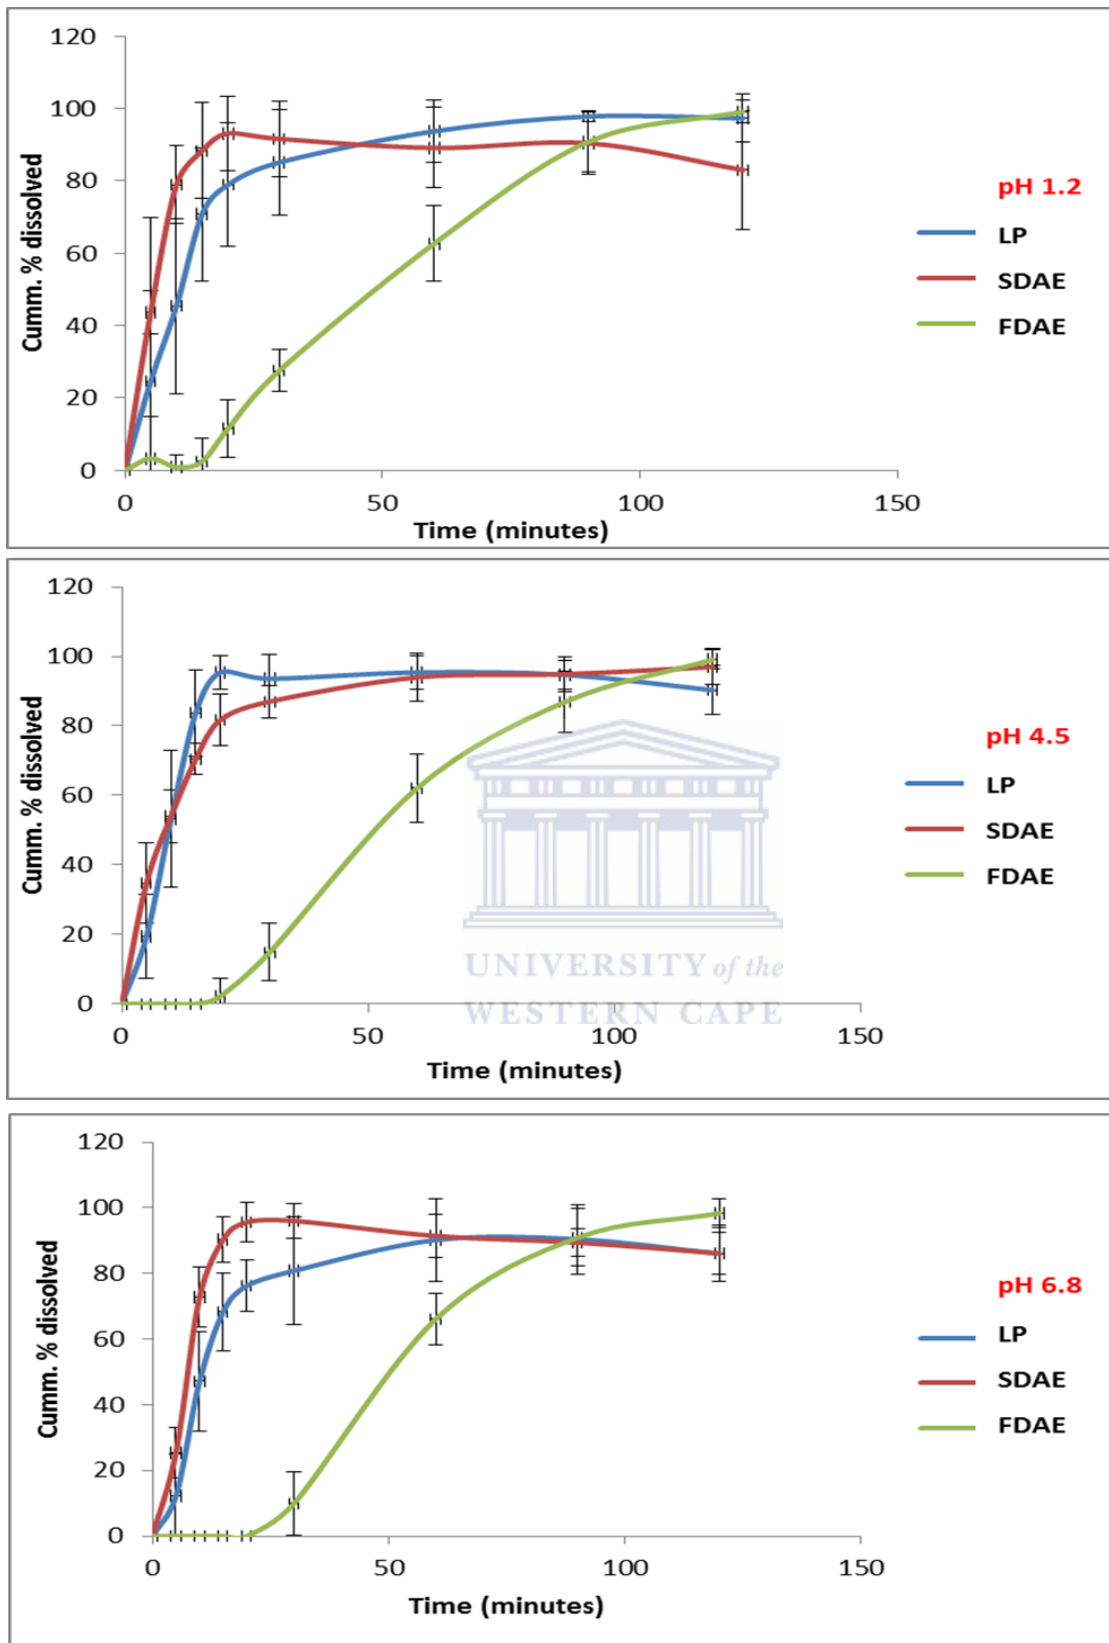 120
100
80
60
40
20
0
Cumm. % dissolved
0 50 100 150
Time (minutes)
pH 1.2
LP
SDAE
FDAE
120
100
80
60
40
20
0
Cumm. % dissolved
0 50 100 150
Time (minutes)
pH 4.5
LP
SDAE
FDAE
UNIVERSITY of the
WESTERN CAPE
120
100
80
60
40
20
0
Cumm. % dissolved
0 50 100 150
Time (minutes)
pH 6.8
LP
SDAE
FDAE